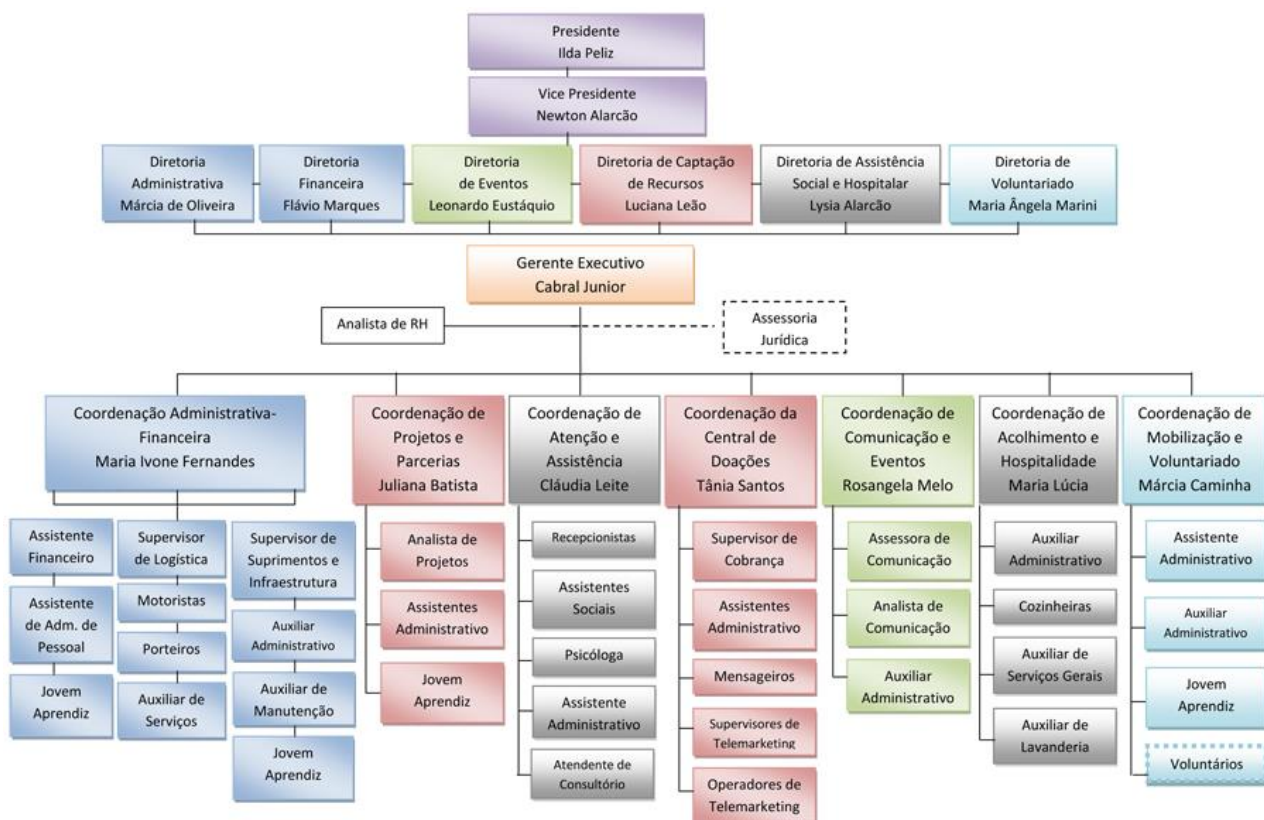 Presidente
Ilda Peliz
Vice Presidente
Newton Alarcão
Diretoria
Administrativa
Márcia de Oliveira
Diretoria
Financeira
Flávio Marques
Diretoria
de Eventos
Leonardo Eustáquio
Diretoria de Captação
de Recursos
Luciana Leão
Diretoria de Assistência
Social e Hospitalar
Lysia Alarcão
Diretoria de
Voluntariado
Maria Ângela Marini
Gerente Executivo
Cabral Junior
Analista de RH
Assessoria
Jurídica
Coordenação Administrativa-
Financeira
Maria Ivone Fernandes
Coordenação de
Projetos e
Parcerias
Juliana Batista
Coordenação de
Atenção e
Assistência
Cláudia Leite
Coordenação da
Central de
Doações
Tânia Santos
Coordenação de
Comunicação e
Eventos
Rosangela Melo
Coordenação de
Acolhimento e
Hospitalidade
Maria Lúcia
Coordenação de
Mobilização e
Voluntariado
Márcia Caminha
Assistente
Financeiro
Assistente
de Adm. de
Pessoal
Jovem
Aprendiz
Supervisor
de Logística
Motoristas
Porteiros
Auxiliar de
Serviços
Supervisor de
Suprimentos e
Infraestrutura
Auxiliar
Administrativo
Auxiliar de
Manutenção
Jovem
Aprendiz
Analista de
Projetos
Assistentes
Administrativo
Jovem
Aprendiz
Recepcionistas
Assistentes
Sociais
Psicóloga
Assistente
Administrativo
Atendente de
Consultório
Supervisor de
Cobrança
Assistentes
Administrativo
Mensageiros
Supervisores de
Telemarketing
Operadores de
Telemarketing
Assessora de
Comunicação
Analista de
Comunicação
Auxiliar
Administrativo
Auxiliar
Administrativo
Cozinheiras
Auxiliar de
Serviços Gerais
Auxiliar de
Lavanderia
Assistente
Administrativo
Auxiliar
Administrativo
Jovem
Aprendiz
Voluntários